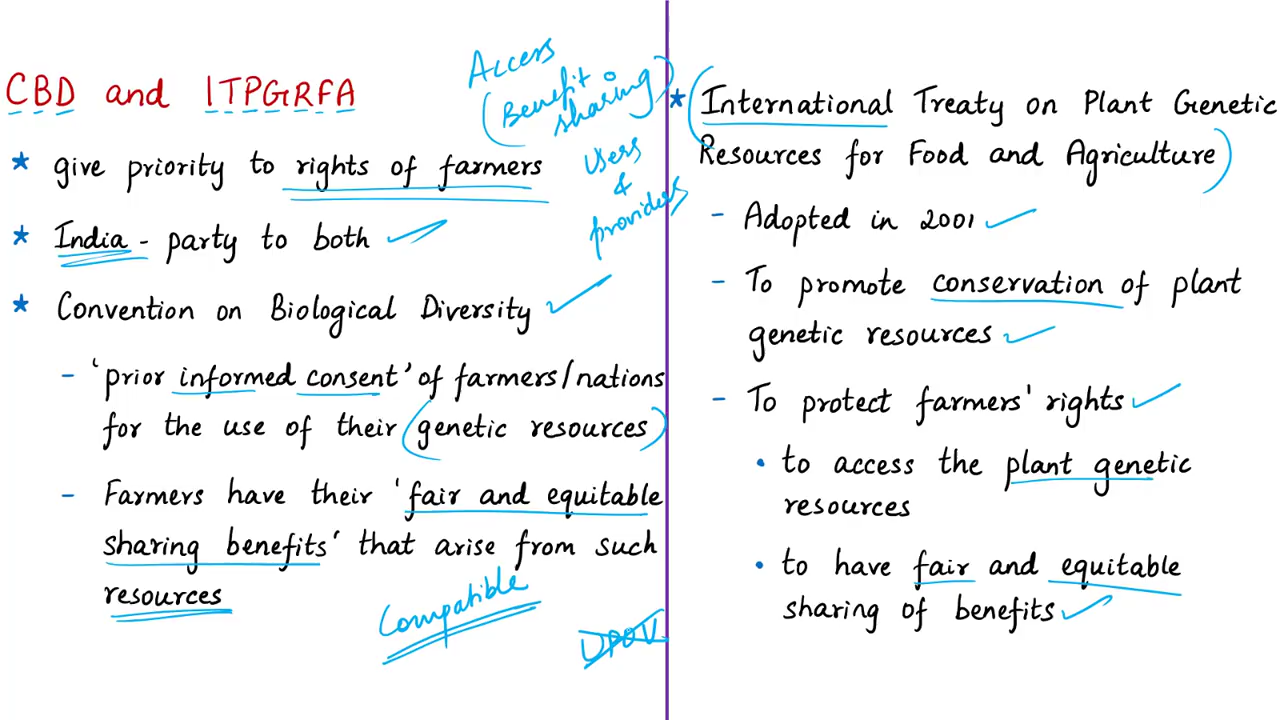 CBD and ITPGRFA
* give priority to rights of farmers
* India - party to both
* Convention on Biological Diversity
- 'prior informed consent' of farmers/nations
for the use of their (genetic resources)
- Farmers have their 'fair and equitable
sharing benefits' that arise from such
resources
Access
(Benefit
sharing)
Users
&
providers
Compatible
UPOV
* (International Treaty on Plant Genetic
Resources for Food and Agriculture)
- Adopted in 2001
- To promote conservation of plant
genetic resources
- To protect farmers' rights
• to access the plant genetic
resources
• to have fair and equitable
sharing of benefits